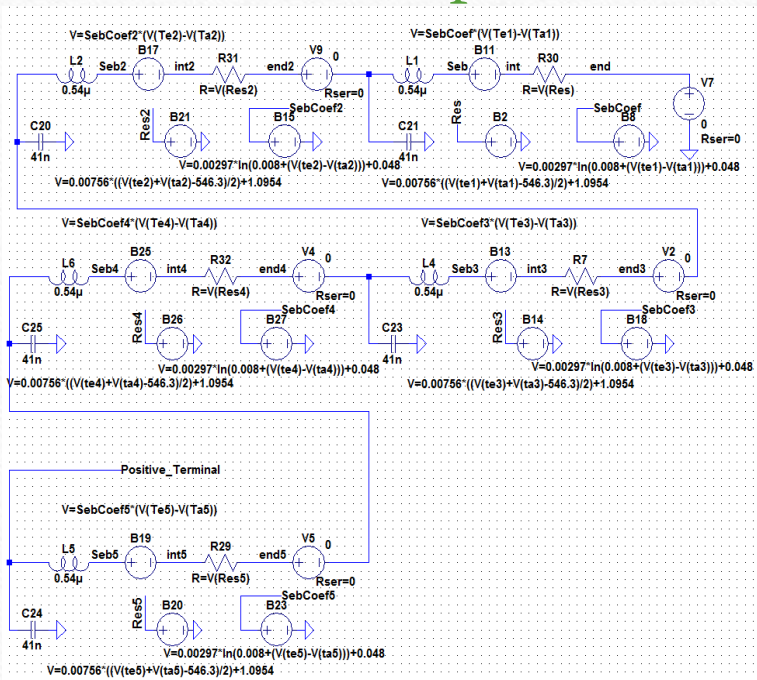 V=SebCoef2*(V(Te2)-V(Ta2))
V=SebCoef*(V(Te1)-V(Ta1))
L2 Seb2 B17 int2 R31 end2 V9 0 L1 Seb B11 int R30 end V7
0.54µ R=V(Res2) Rser=0 0.54µ R=V(Res)
0
Rser=0
C20 Res2 B21 SebCoef2 B15 C21 Res B2 SebCoef B8
41n 41n
V=0.00297*ln(0.008+(V(te2)-V(ta2)))+0.048 V=0.00297*ln(0.008+(V(te1)-V(ta1)))+0.048
V=0.00756*((V(te2)+V(ta2)-546.3)/2)+1.0954 V=0.00756*((V(te1)+V(ta1)-546.3)/2)+1.0954
V=SebCoef4*(V(Te4)-V(Ta4)) V=SebCoef3*(V(Te3)-V(Ta3))
L6 Seb4 B25 int4 R32 end4 V4 0 L4 Seb3 B13 int3 R7 end3 V2 0
0.54µ R=V(Res4) Rser=0 0.54µ R=V(Res3) Rser=0
C25 Res4 B26 SebCoef4 B27 C23 Res3 B14 SebCoef3 B18
41n 41n
V=0.00297*ln(0.008+(V(te4)-V(ta4)))+0.048 V=0.00297*ln(0.008+(V(te3)-V(ta3)))+0.048
V=0.00756*((V(te4)+V(ta4)-546.3)/2)+1.0954 V=0.00756*((V(te3)+V(ta3)-546.3)/2)+1.0954
Positive_Terminal
V=SebCoef5*(V(Te5)-V(Ta5))
L5 Seb5 B19 int5 R29 end5 V5 0
0.54µ R=V(Res5) Rser=0
C24 Res5 B20 SebCoef5 B23
41n
V=0.00297*ln(0.008+(V(te5)-V(ta5)))+0.048
V=0.00756*((V(te5)+V(ta5)-546.3)/2)+1.0954